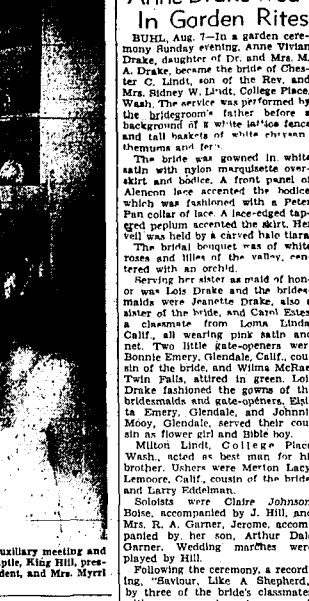 Anne Drake Wed
In Garden Rites
BUHL, Aug. 7—In a garden cere-
mony Sunday evening, Anne Vivian
Drake, daughter of Dr. and Mrs. M.
A. Drake, became the bride of Ches-
ter C. Lindt, son of the Rev. and
Mrs. Ridney W. Lindt, College Place,
Wash. The service was performed by
the bridegroom's father before a
background of a white lattice fence
and tall baskets of white chrysan-
themums and fern.
The bride was gowned in white
satin with nylon marquisette over-
skirt and bodice. A front panel of
Alencon lace accented the bodice
which was fashioned with a Peter
Pan collar of lace. A lace-edged tap-
ered peplum accented the skirt. Her
veil was held by a carved halo tiara.
The bridal bouquet was of white
roses and lilies of the valley, cen-
tered with an orchid.
Serving her sister as maid of hon-
or was Lois Drake and the brides-
maids were Jeanette Drake, also a
sister of the bride, and Carol Estes
a classmate from Loma Linda
Calif., all wearing pink satin and
net. Two little gate-openers wer
Bonnie Emery, Glendale, Calif., cou
sin of the bride, and Wilma McRae
Twin Falls, attired in green. Loi
Drake fashioned the gowns of th
bridesmaids and gate-openers.
ta Emery, Glendale, and Johnni
Mooy, Glendale, served their cou
sin as flower girl and Bible boy.
Milton Lindt, College Place
Wash., acted as best man for hi
brother. Ushers were Merton Lacy
Lemoore, Calif., cousin of the bride
and Larry Eddelman.
Soloists were Claire Johnson
Boise, accompanied by J. Hill, and
Mrs. R. A. Garner, Jerome, accom
panied by her son, Arthur Dal
Garner. Wedding marches were
played by Hill.
Following the ceremony, a record
ing, "Saviour, Like A Shepherd,
by three of the bride's classmate
uxiliary meeting and
King Hill, pres-
dent, and Mrs. Myrtl